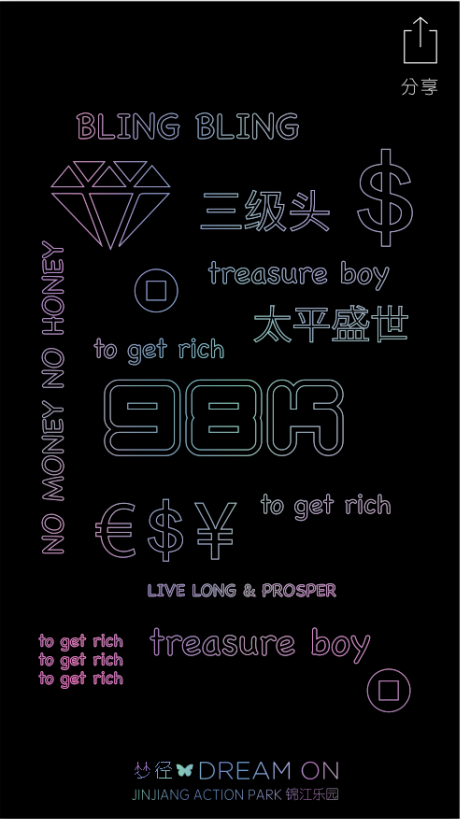 分享
BLING BLING
$
三级头
treasure boy
太平盛世
NO MONEY NO HONEY
to get rich
98K
€$¥
to get rich
LIVE LONG & PROSPER
to get rich
to get rich
to get rich
treasure boy
梦径 DREAM ON
JINJIANG ACTION PARK 锦江乐园